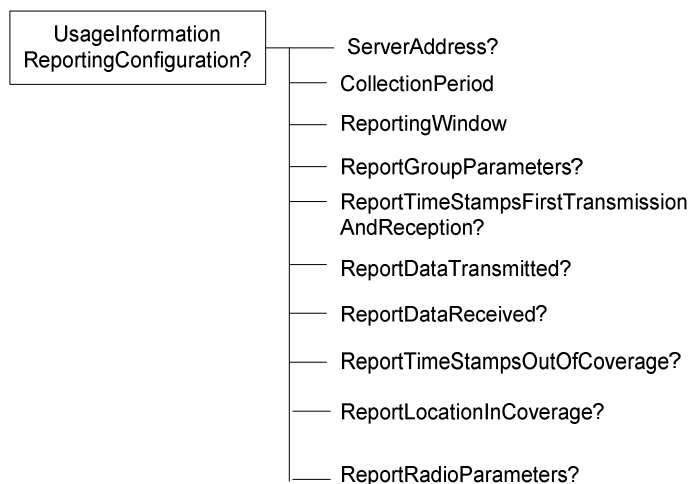 UsageInformation
ReportingConfiguration?
ServerAddress?
CollectionPeriod
ReportingWindow
ReportGroupParameters?
ReportTimeStampsFirstTransmission
AndReception?
ReportDataTransmitted?
ReportDataReceived?
ReportTimeStampsOutOfCoverage?
ReportLocationInCoverage?
ReportRadioParameters?